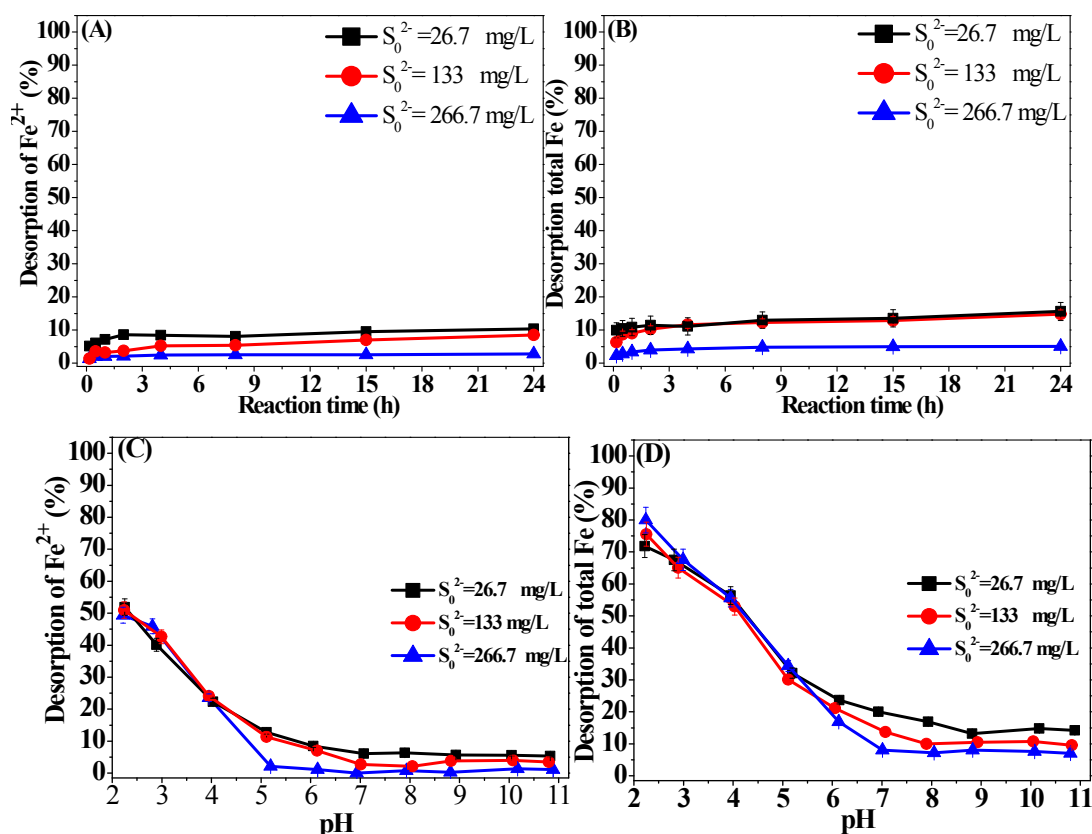 (A)
S₀²⁻ =26.7 mg/L
S₀²⁻= 133 mg/L
S₀²⁻ = 266.7 mg/L
Desorption of Fe²⁺ (%)
100
90
80
70
60
50
40
30
20
10
0
0 3 6 9 12 15 18 21 24
Reaction time (h)
(B)
S₀²⁻ =26.7 mg/L
S₀²⁻= 133 mg/L
S₀²⁻ = 266.7 mg/L
Desorption total Fe (%)
100
90
80
70
60
50
40
30
20
10
0
0 3 6 9 12 15 18 21 24
Reaction time (h)
(C)
S₀²⁻=26.7 mg/L
S₀²⁻=133 mg/L
S₀²⁻=266.7 mg/L
Desorption of Fe²⁺ (%)
100
90
80
70
60
50
40
30
20
10
0
2 3 4 5 6 7 8 9 10 11
pH
(D)
S₀²⁻=26.7 mg/L
S₀²⁻=133 mg/L
S₀²⁻=266.7 mg/L
Desorption of total Fe (%)
100
90
80
70
60
50
40
30
20
10
0
2 3 4 5 6 7 8 9 10 11
pH